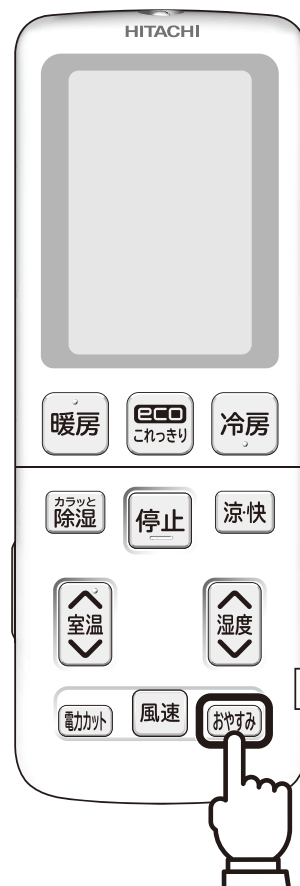 HITACHI
暖房
eco
これっきり
冷房
カラッと
除湿
停止
涼・快
室温
湿度
電力カット
風速
おやすみ